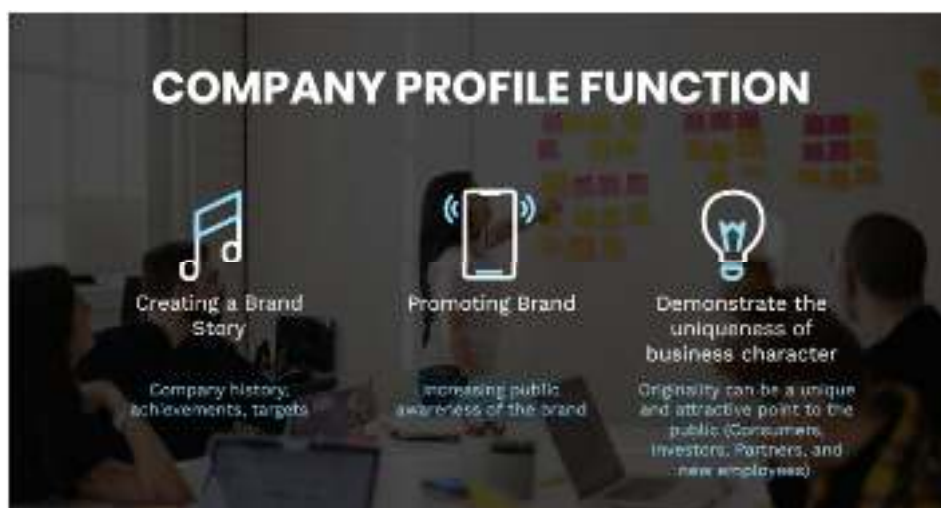 COMPANY PROFILE FUNCTION
Creating a Brand
Story
Company history,
achievements, targets
Promoting Brand
Increasing public
awareness of the brand
Demonstrate the
uniqueness of
business character
Originality can be a unique
and attractive point to the
public (Consumers,
Investors, Partners, and
new employees)